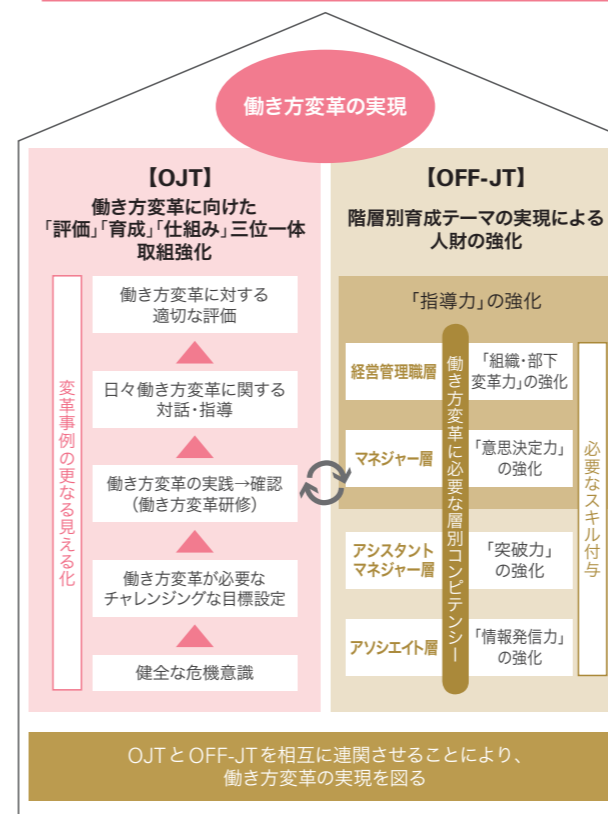 働き方変革の実現
【OJT】
働き方変革に向けた
「評価」「育成」「仕組み」三位一体
取組強化
変革事例の更なる見える化
働き方変革に対する
適切な評価
日々働き方変革に関する
対話・指導
働き方変革の実践→確認
（働き方変革研修）
働き方変革が必要な
チャレンジングな目標設定
健全な危機意識
【OFF-JT】
階層別育成テーマの実現による
人財の強化
「指導力」の強化
働き方変革に必要な層別コンピテンシー
経営管理職層
「組織・部下
変革力」の強化
マネジャー層
「意思決定力」
の強化
アシスタント
マネジャー層
「突破力」
の強化
アソシエイト層
「情報発信力」
の強化
必要なスキル付与
OJTとOFF-JTを相互に連関させることにより、
働き方変革の実現を図る